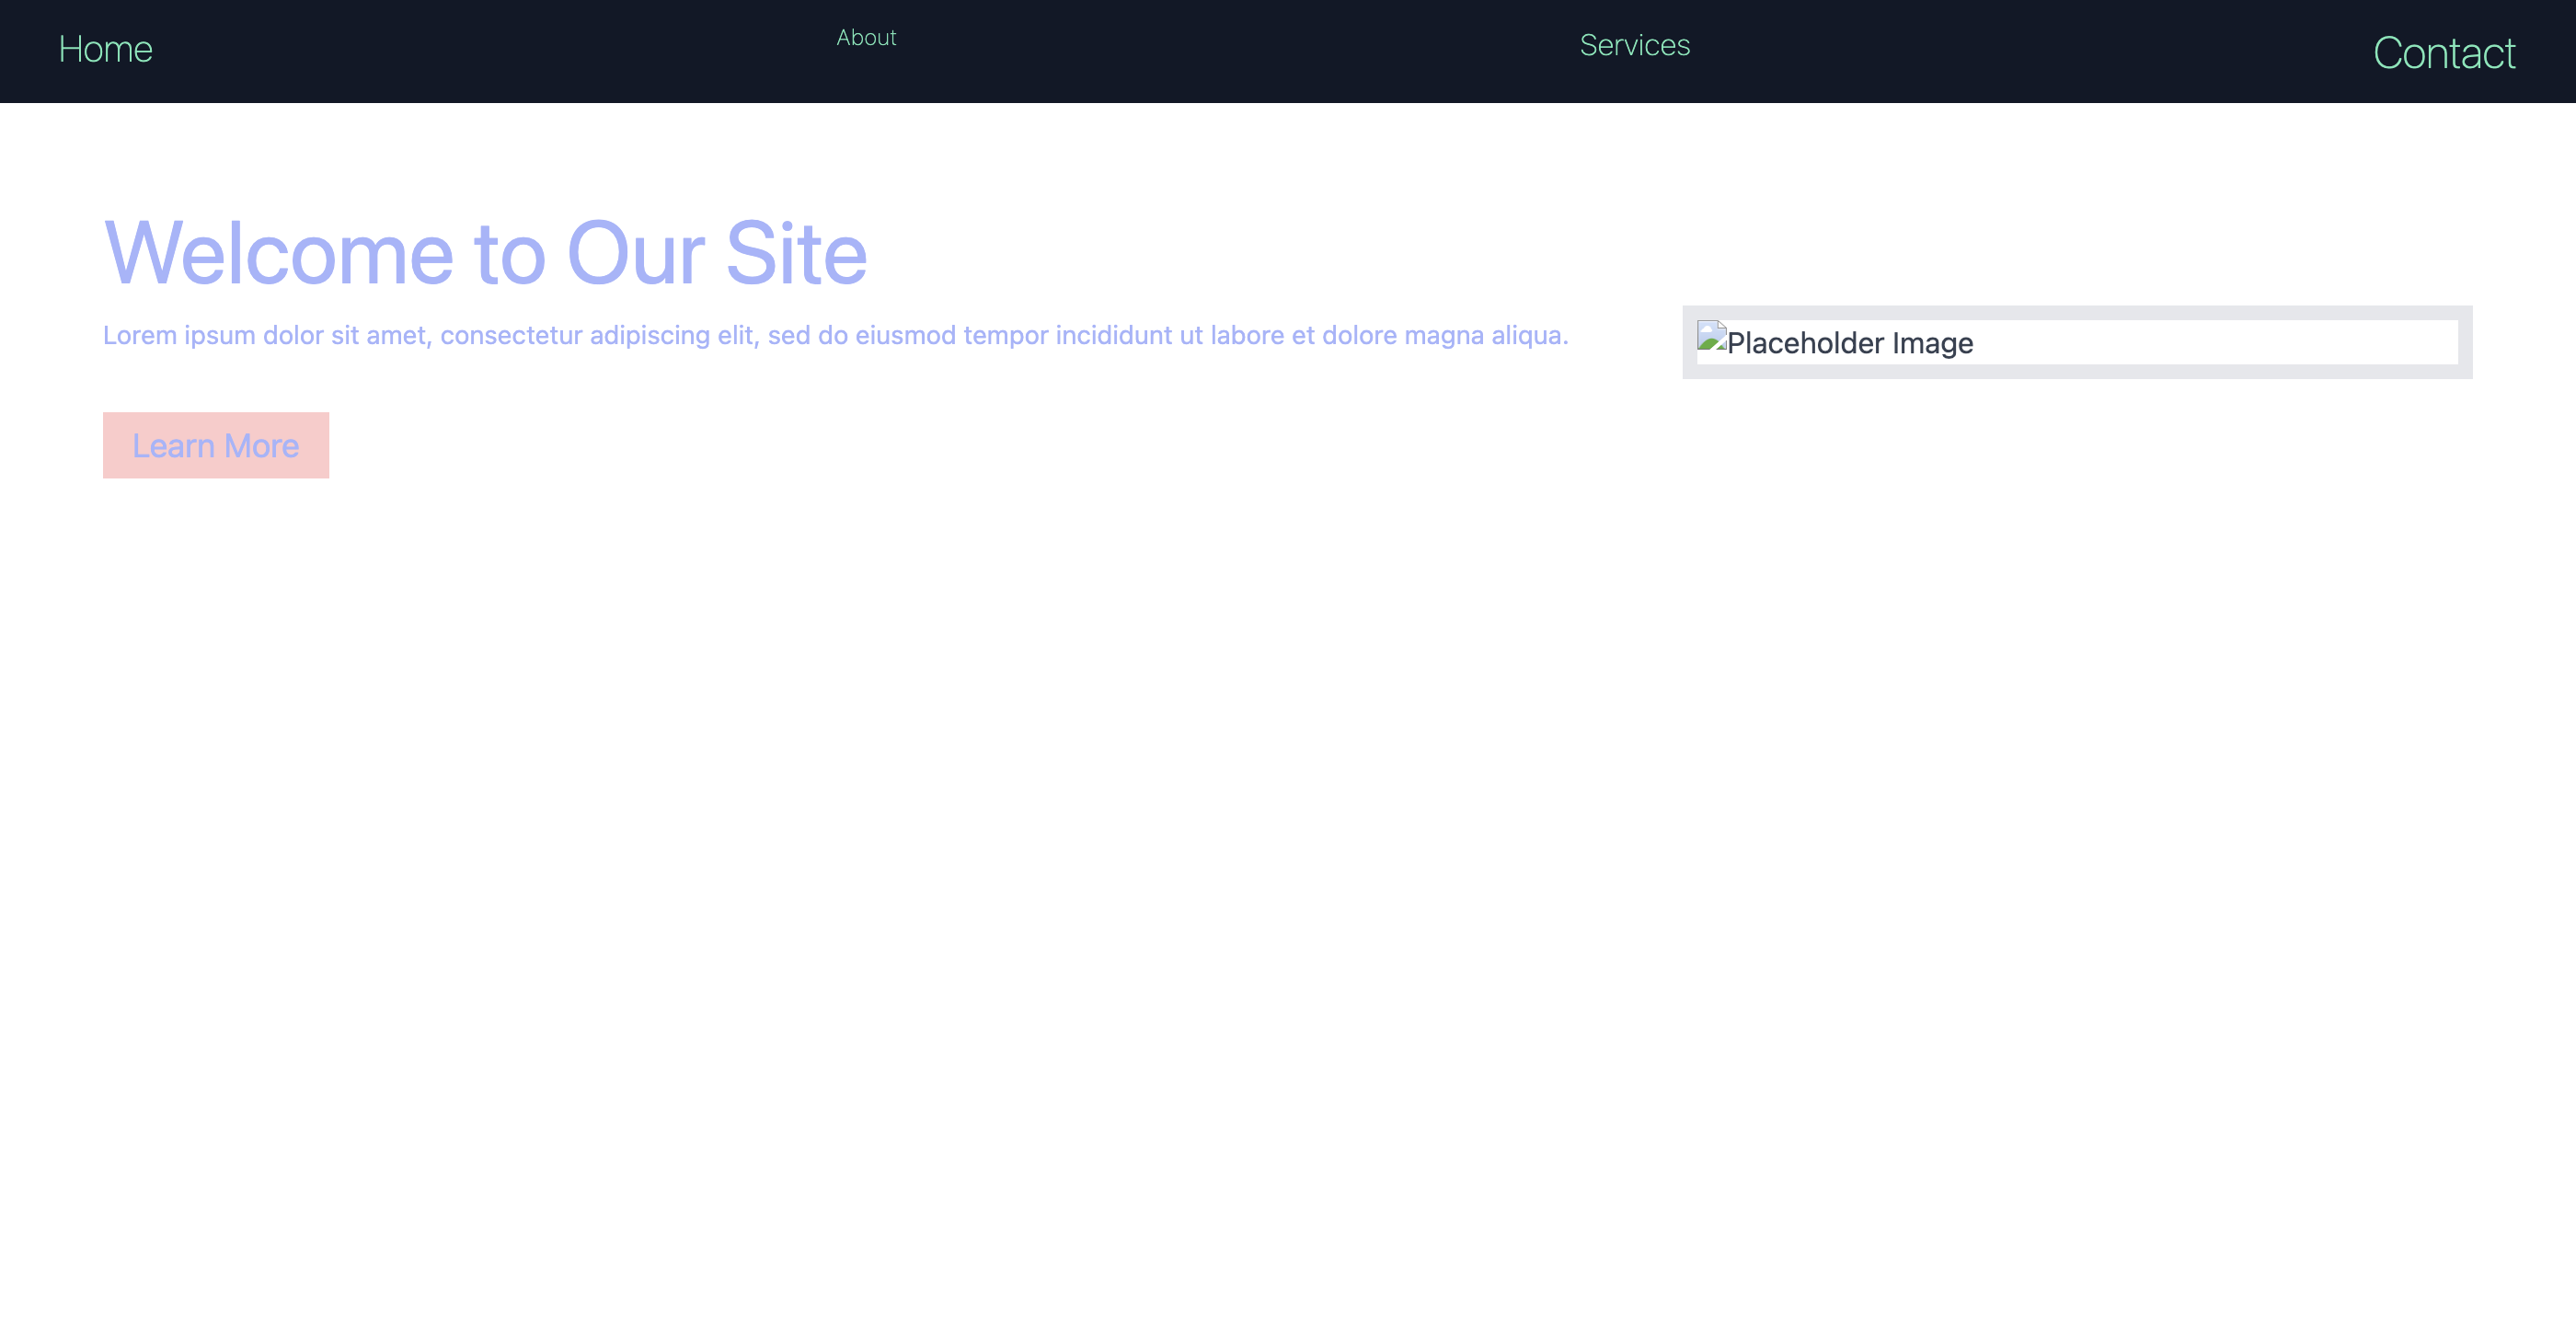 Home About Services Contact
Welcome to Our Site
Lorem ipsum dolor sit amet, consectetur adipiscing elit, sed do eiusmod tempor incididunt ut labore et dolore magna aliqua.
Placeholder Image
Learn More